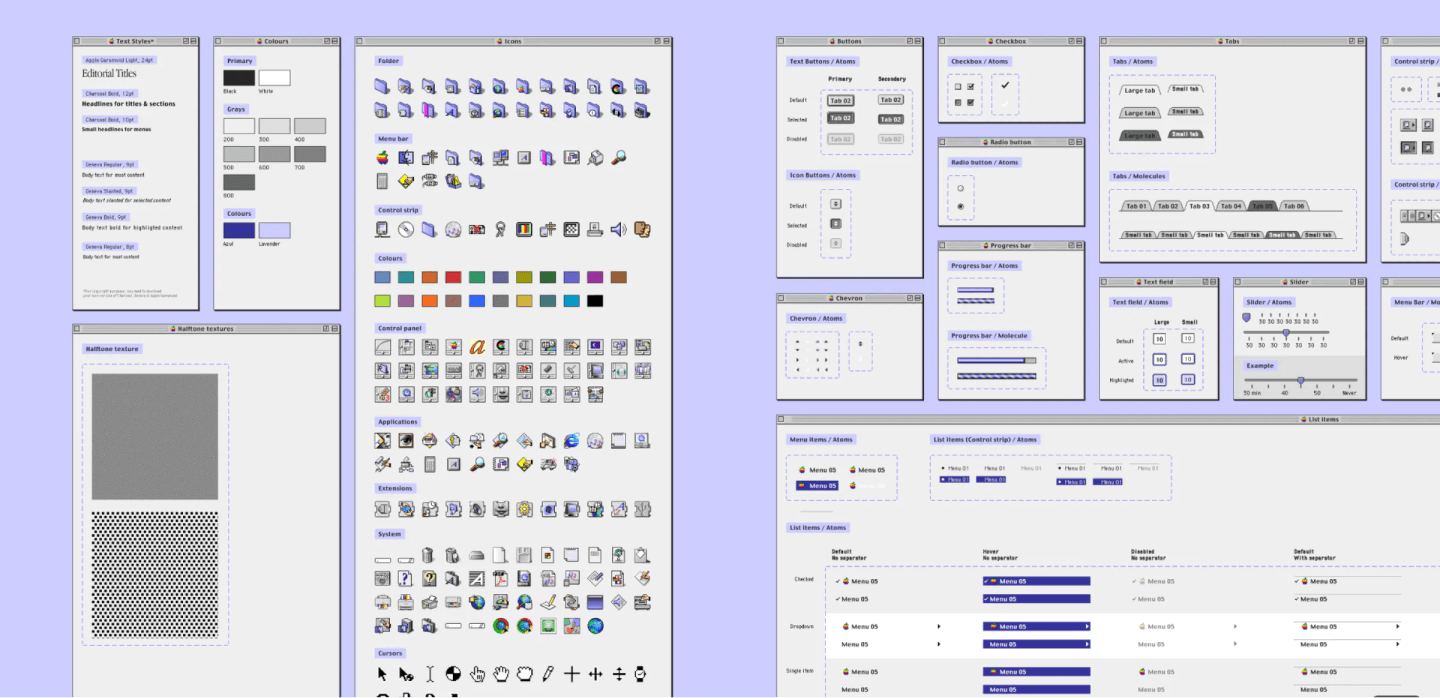 Text Styles*
Apple Garamond Light, 24pt
Editorial Titles
Charcoal Bold, 12pt
Headlines for titles & sections
Charcoal Bold, 10pt
Small headlines for menus
Geneva Regular, 9pt
Body text for most content
Geneva Slanted, 9pt
Body text slanted for selected content
Geneva Bold, 9pt
Body text bold for highlighted content
Geneva Regular, 8pt
Body text for most content
Colours
Primary
Black
White
Grays
200
300
400
500
600
700
800
Colours
Azul
Lavender
Halftone textures
Halftone texture
Icons
Folder
Menu bar
Control strip
Colours
Control panel
Applications
Extensions
System
Cursors
Buttons
Text Buttons / Atoms
Primary
Secondary
Default
Tab 02
Tab 02
Selected
Tab 02
Tab 02
Disabled
Tab 02
Tab 02
Icon Buttons / Atoms
Default
Selected
Disabled
Chevron
Chevron / Atoms
Checkbox
Checkbox / Atoms
Radio button
Radio button / Atoms
Progress bar
Progress bar / Atoms
Progress bar / Molecule
Tabs
Tabs / Atoms
Large tab
Small tab
Large tab
Small tab
Large tab
Small tab
Tabs / Molecules
Tab 01 Tab 02 Tab 03 Tab 04 Tab 05 Tab 06
Small tab Small tab Small tab Small tab Small tab Small tab
Text field
Text field / Atoms
Large
Small
Default
10
10
Active
10
10
Highlighted
10
10
Slider
Slider / Atoms
30 30 30 30 30 30
30 30 30 30 30 30
Example
30 min 40 50 Never
Control strip /
Control strip /
Menu Bar / Mo
Default
Hover
List items
Menu items / Atoms
Menu 05
Menu 05
Menu 05
List items (Control strip) / Atoms
Menu 01 Menu 01 Menu 01 Menu 01 Menu 01 Menu 01
Menu 01 Menu 01 Menu 01 Menu 01
List items / Atoms
Default
No separator
Hover
No separator
Disabled
No separator
Default
With separator
Checked
Menu 05
Menu 05
Menu 05
Menu 05
Menu 05
Menu 05
Menu 05
Menu 05
Dropdown
Menu 05
Menu 05
Menu 05
Menu 05
Menu 05
Menu 05
Menu 05
Menu 05
Single item
Menu 05
Menu 05
Menu 05
Menu 05
Menu 05
Menu 05
Menu 05
Menu 05